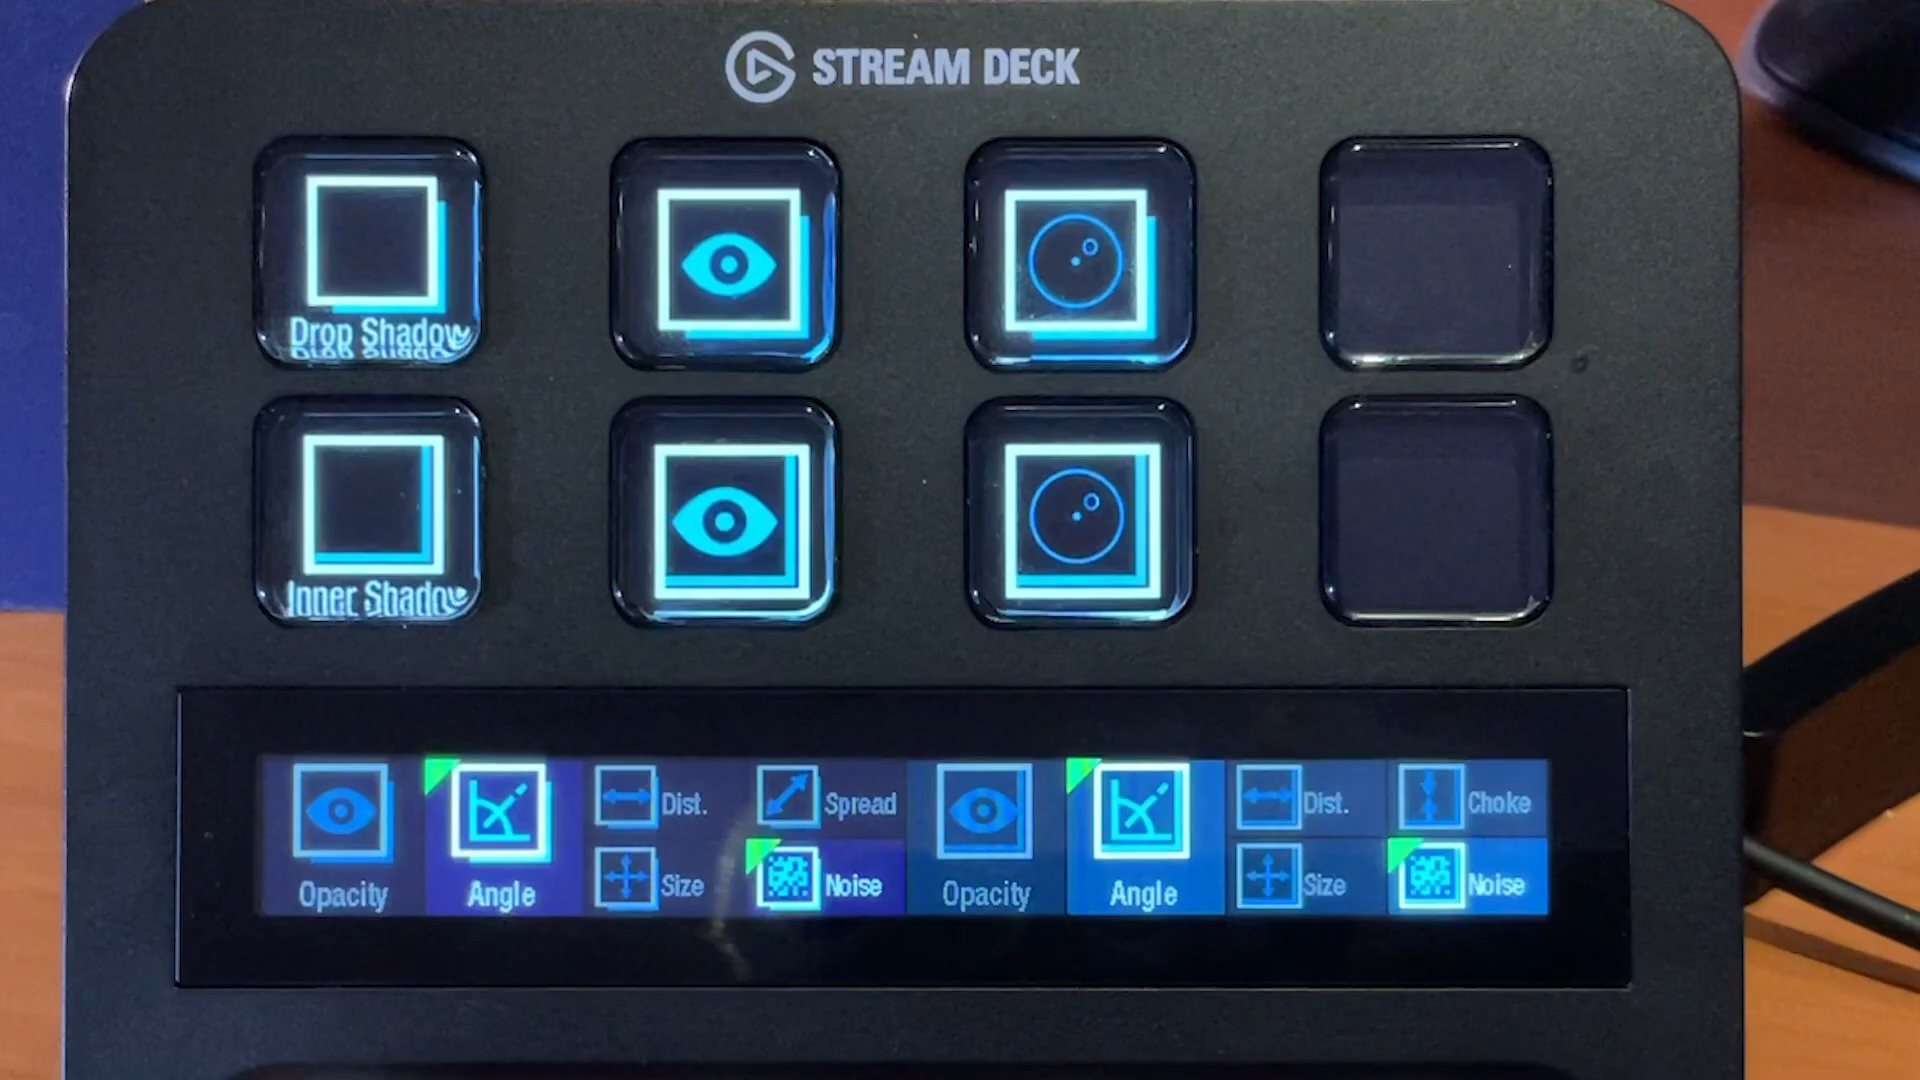 STREAM DECK
Drop Shadow
Inner Shadow
Dist.
Spread
Dist.
Choke
Opacity
Angle
Size
Noise
Opacity
Angle
Size
Noise